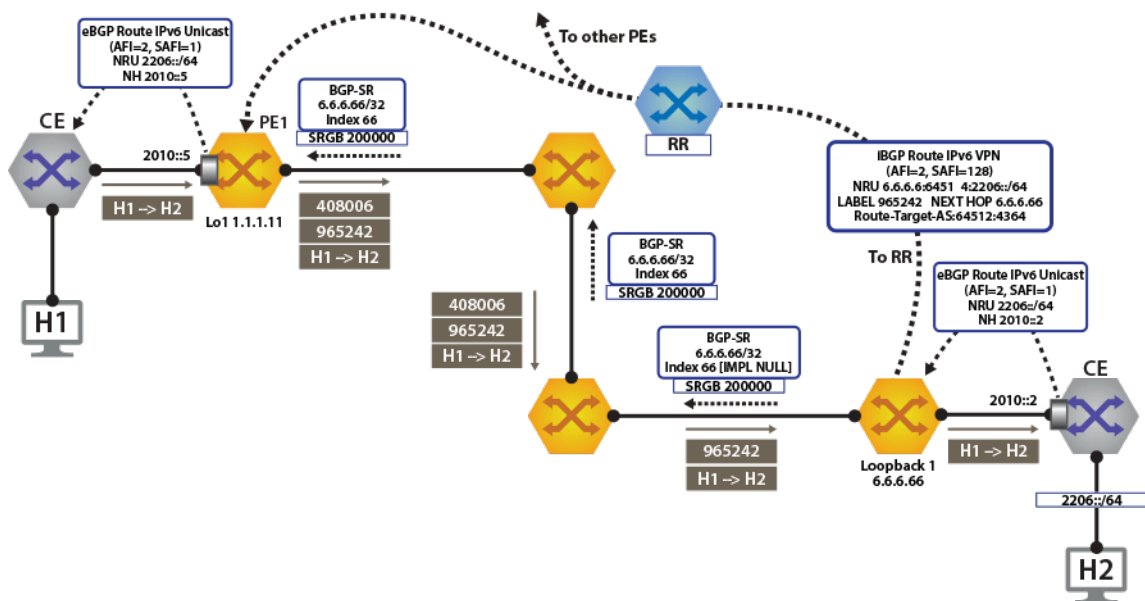 eBGP Route IPv6 Unicast
(AFI=2, SAFI=1)
NRU 2206::/64
NH 2010::5
To other PEs
CE
PE1
BGP-SR
6.6.6.66/32
Index 66
SRGB 200000
RR
2010::5
H1 --> H2
Lo1 1.1.1.11
408006
965242
H1 --> H2
iBGP Route IPv6 VPN
(AFI=2, SAFI=128)
NRU 6.6.6.6:6451 4:2206::/64
LABEL 965242 NEXT HOP 6.6.6.66
Route-Target-AS:64512:4364
To RR
BGP-SR
6.6.6.66/32
Index 66
SRGB 200000
eBGP Route IPv6 Unicast
(AFI=2, SAFI=1)
NRU 2206::/64
NH 2010::2
H1
408006
965242
H1 --> H2
BGP-SR
6.6.6.66/32
Index 66 [IMPL NULL]
SRGB 200000
CE
2010::2
965242
H1 --> H2
Loopback 1
6.6.6.66
H1 --> H2
2206::/64
H2